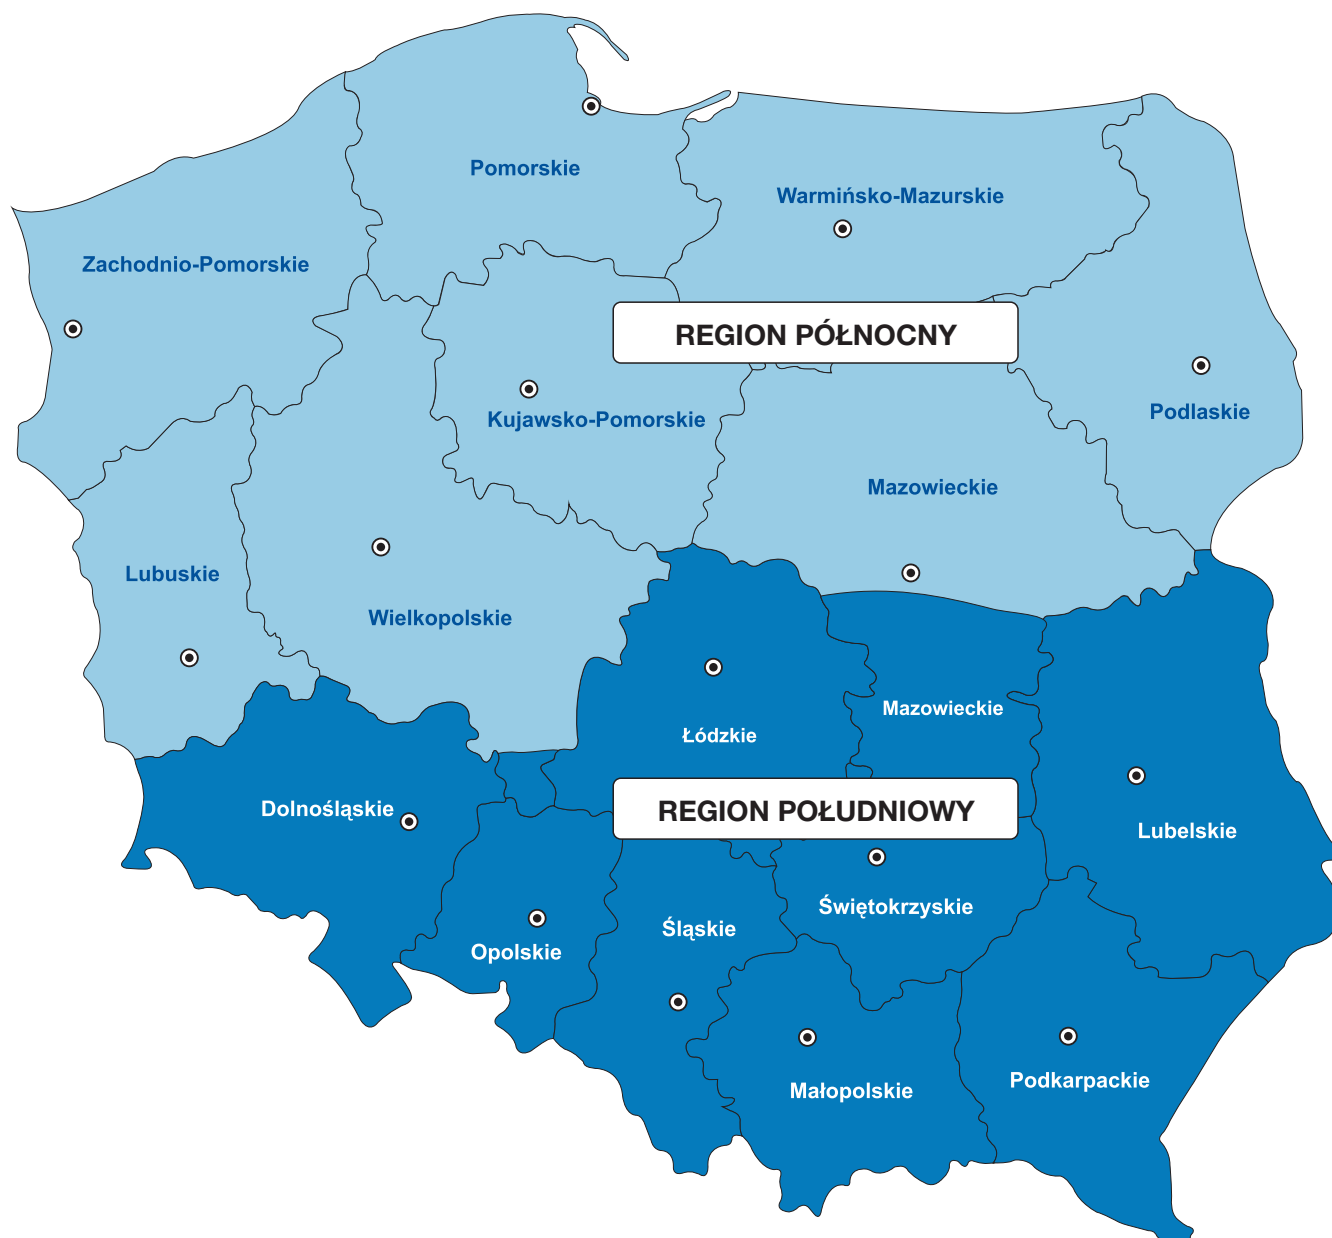 Pomorskie
Warmińsko-Mazurskie
Zachodnio-Pomorskie
REGION PÓŁNOCNY
Kujawsko-Pomorskie
Podlaskie
Mazowieckie
Lubuskie
Wielkopolskie
Mazowieckie
Łódzkie
Dolnośląskie
REGION POŁUDNIOWY
Lubelskie
Świętokrzyskie
Śląskie
Opolskie
Podkarpackie
Małopolskie